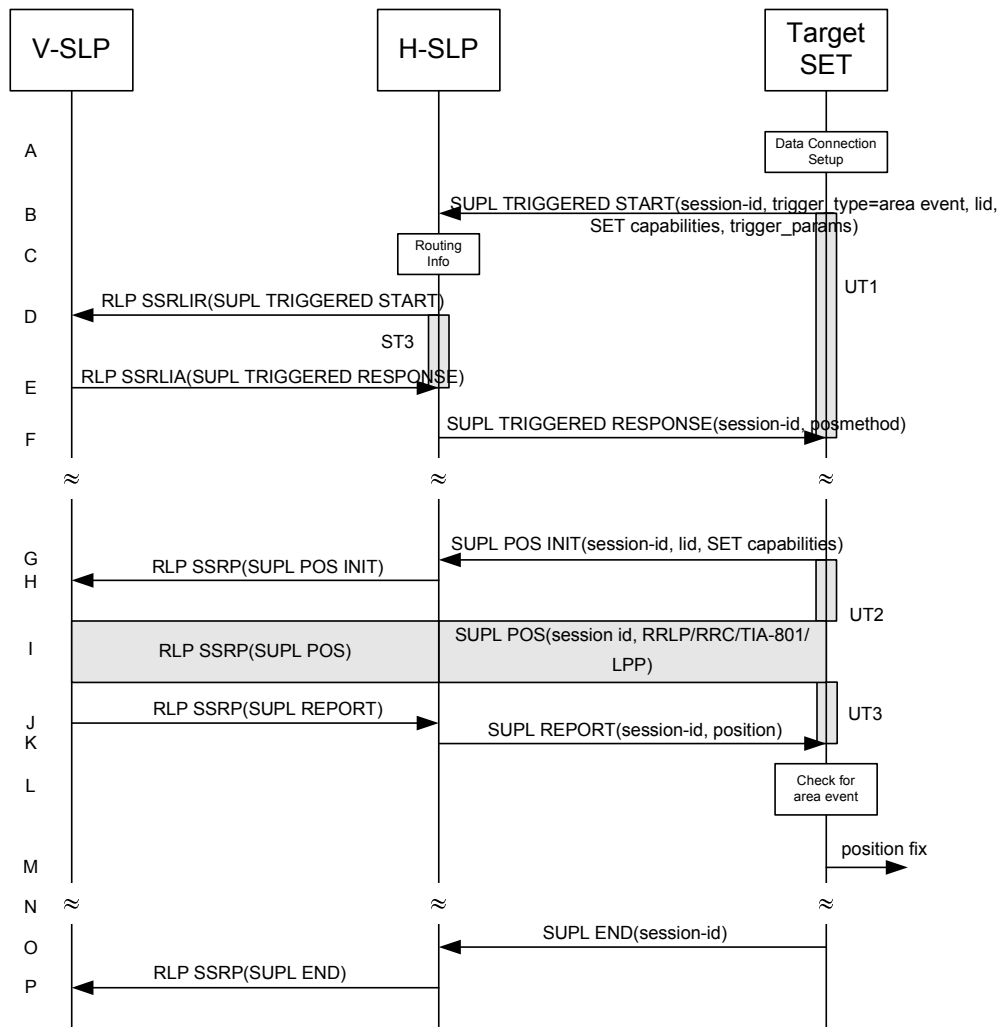 V-SLP
H-SLP
Target
SET
A
Data Connection
Setup
B
SUPL TRIGGERED START(session-id, trigger_type=area event, lid,
SET capabilities, trigger_params)
C
Routing
Info
UT1
D
RLP SSRLIR(SUPL TRIGGERED START)
ST3
E
RLP SSRLIA(SUPL TRIGGERED RESPONSE)
F
SUPL TRIGGERED RESPONSE(session-id, posmethod)
≈ ≈ ≈
G
SUPL POS INIT(session-id, lid, SET capabilities)
H
RLP SSRP(SUPL POS INIT)
UT2
I
RLP SSRP(SUPL POS)
SUPL POS(session id, RRLP/RRC/TIA-801/
LPP)
J
RLP SSRP(SUPL REPORT)
UT3
K
SUPL REPORT(session-id, position)
L
Check for
area event
M
position fix
N
≈ ≈ ≈
O
SUPL END(session-id)
P
RLP SSRP(SUPL END)